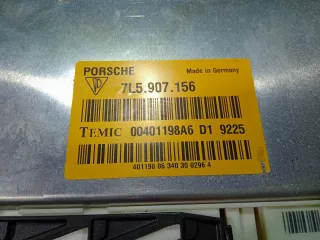 PORSCHE Made in Germany
7L5.907.156
TEMIC 00401198A6 D1 9225
401198 06 340 30 0296 4